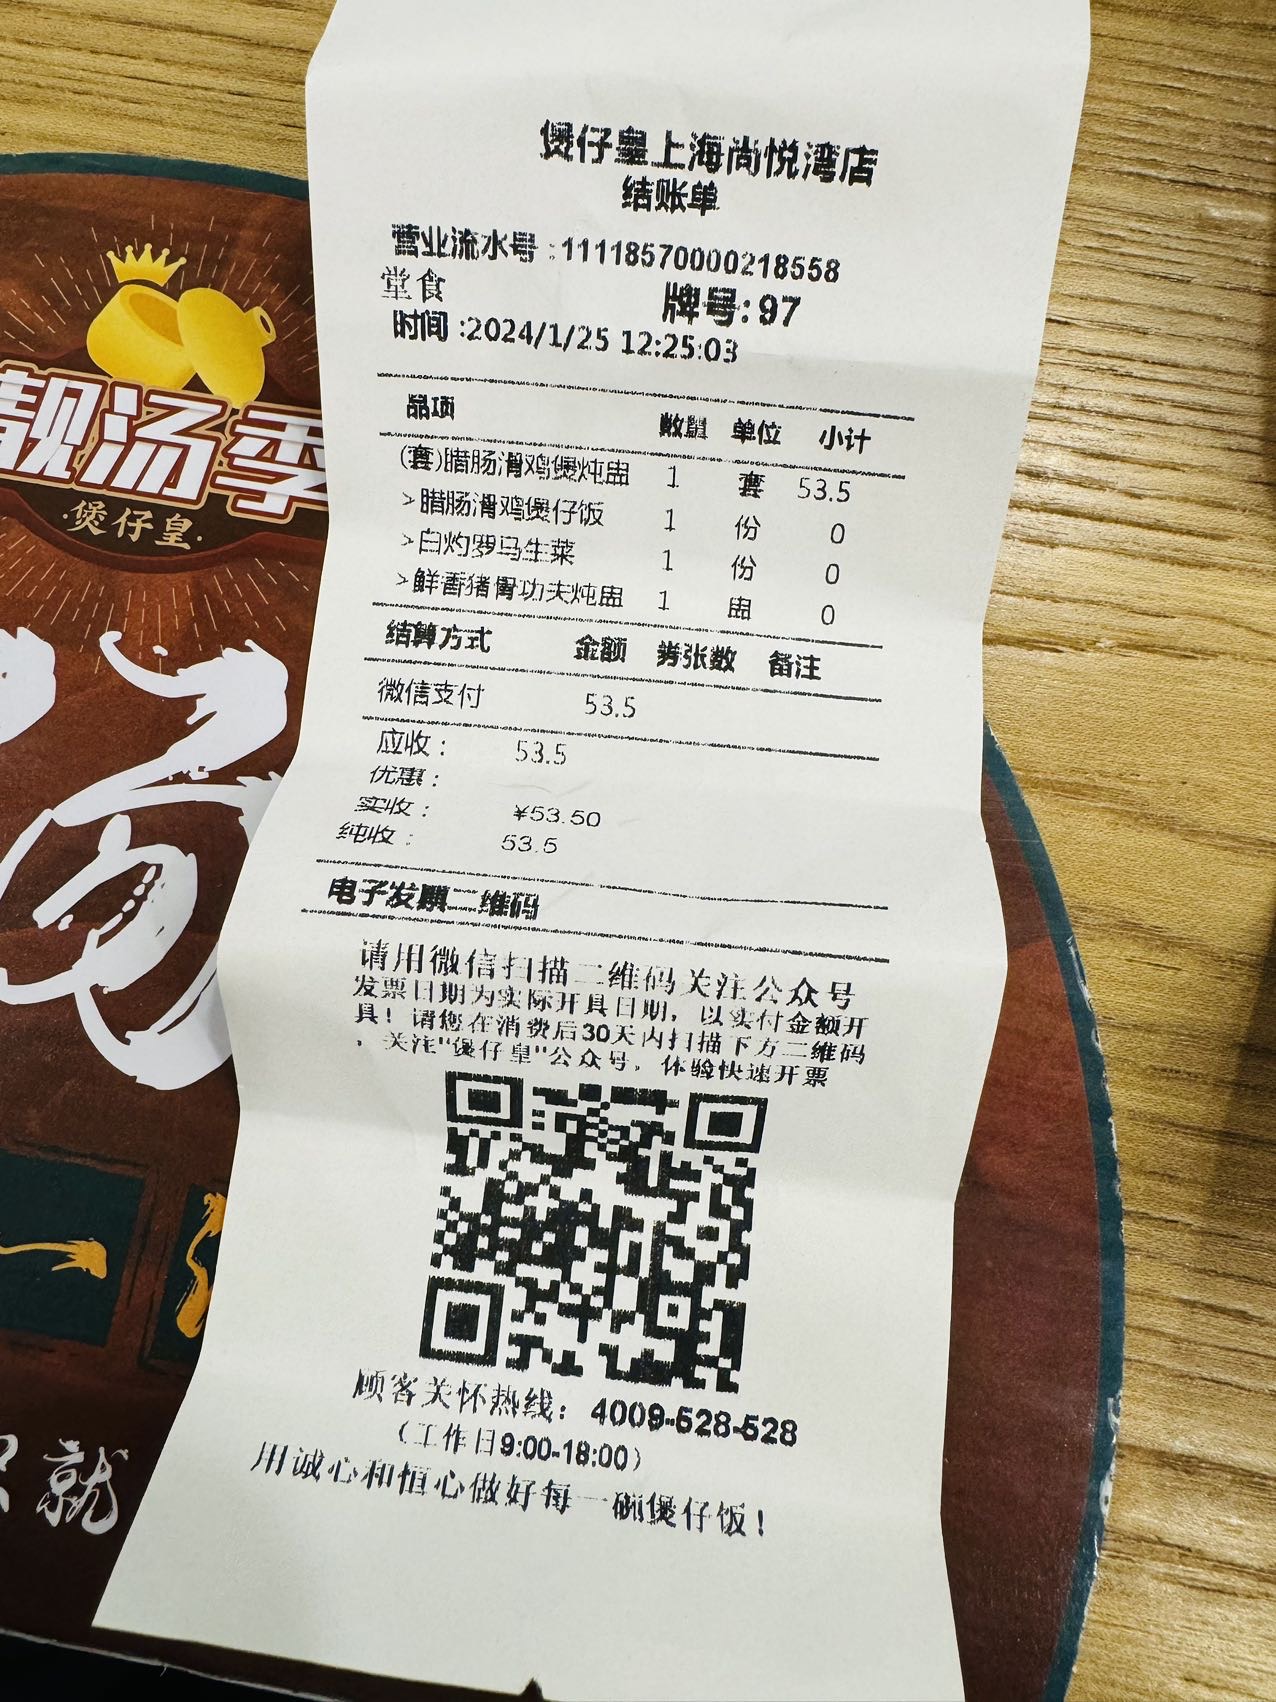 煲仔皇上海尚悦湾店
结账单
营业流水号:11118570000218558
堂食 牌号:97
时间:2024/1/25 12:25:03
品项 数量 单位 小计
(套)腊肠滑鸡煲炖盅 1 套 53.5
>腊肠滑鸡煲仔饭 1 份 0
>白灼罗马生菜 1 份 0
>鲜香猪骨功夫炖盅 1 盅 0
结算方式 金额 券张数 备注
微信支付 53.5
应收: 53.5
优惠:
实收: ¥53.50
纯收: 53.5
电子发票二维码
请用微信扫描二维码关注公众号
发票日期为实际开具日期，以实付金额开
具！请您在消费后30天内扫描下方二维码
，关注"煲仔皇"公众号，体验快速开票
顾客关怀热线：4009-628-528
（工作日9:00-18:00）
用诚心和恒心做好每一碗煲仔饭！
靓汤季
·煲仔皇·
一
就